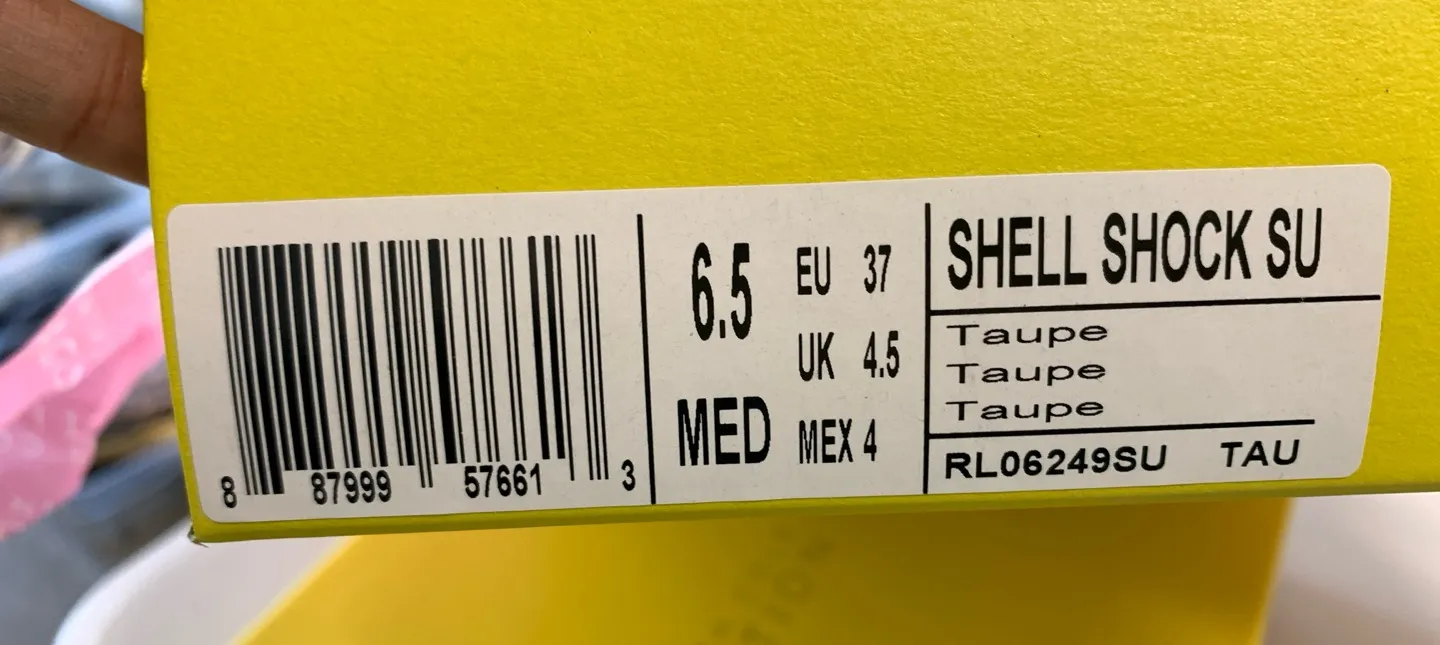 8 87999 57661 3
6.5
MED
EU 37
UK 4.5
MEX 4
SHELL SHOCK SU
Taupe
Taupe
Taupe
RL06249SU TAU